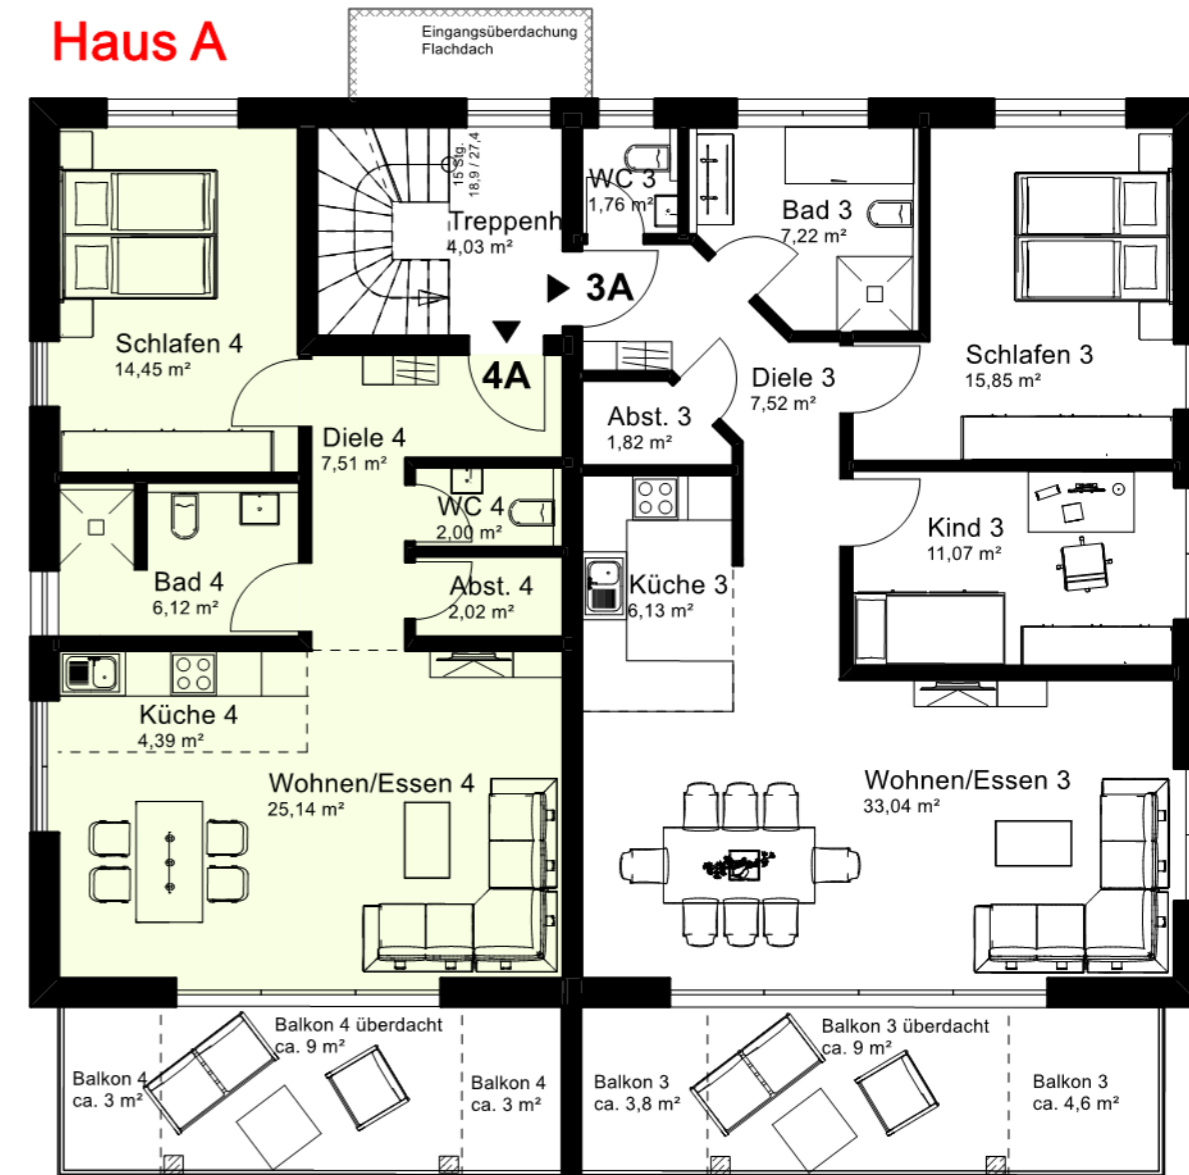 Haus A
Eingangsüberdachung
Flachdach
15 Stg.
18,9 / 27,4
Treppenh
4,03 m²
WC 3
1,76 m²
Bad 3
7,22 m²
3A
4A
Schlafen 4
14,45 m²
Schlafen 3
15,85 m²
Diele 3
7,52 m²
Abst. 3
1,82 m²
Diele 4
7,51 m²
WC 4
2,00 m²
Kind 3
11,07 m²
Bad 4
6,12 m²
Abst. 4
2,02 m²
Küche 3
6,13 m²
Küche 4
4,39 m²
Wohnen/Essen 4
25,14 m²
Wohnen/Essen 3
33,04 m²
Balkon 4 überdacht
ca. 9 m²
Balkon 3 überdacht
ca. 9 m²
Balkon 4
ca. 3 m²
Balkon 4
ca. 3 m²
Balkon 3
ca. 3,8 m²
Balkon 3
ca. 4,6 m²